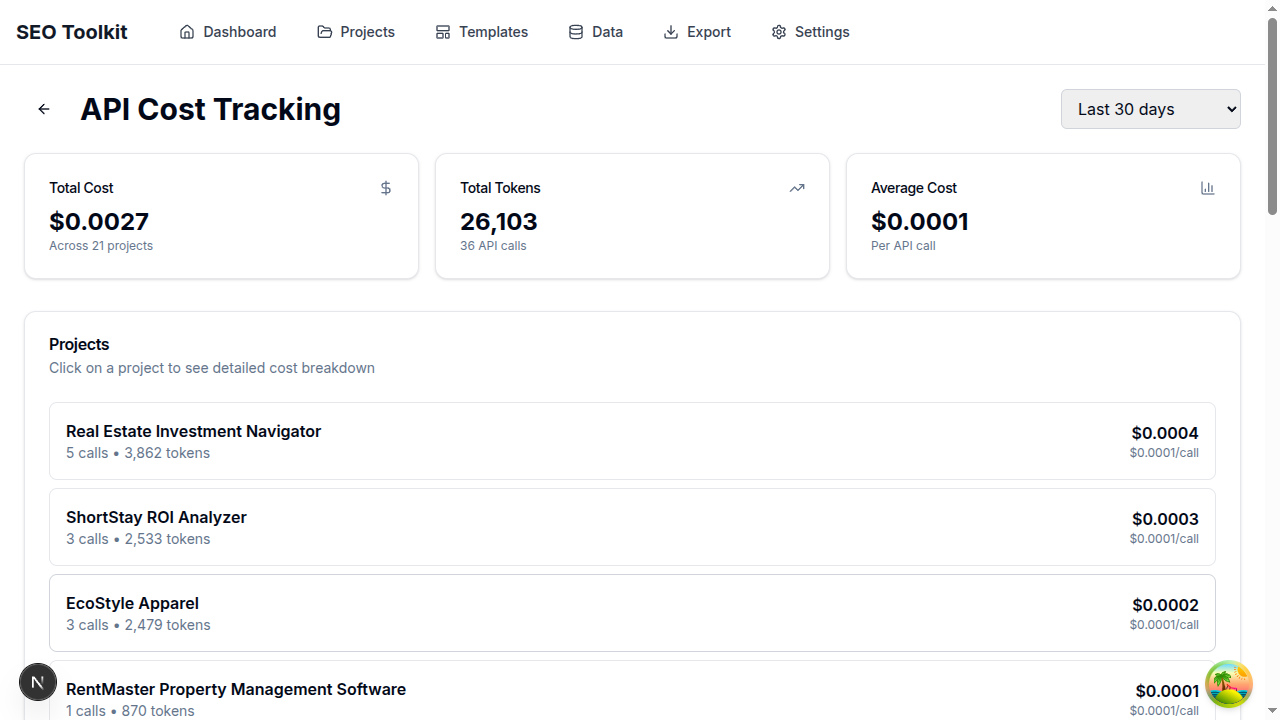 SEO Toolkit
Dashboard
Projects
Templates
Data
Export
Settings
API Cost Tracking
Last 30 days
Total Cost
$0.0027
Across 21 projects
Total Tokens
26,103
36 API calls
Average Cost
$0.0001
Per API call
Projects
Click on a project to see detailed cost breakdown
Real Estate Investment Navigator
5 calls • 3,862 tokens
$0.0004
$0.0001/call
ShortStay ROI Analyzer
3 calls • 2,533 tokens
$0.0003
$0.0001/call
EcoStyle Apparel
3 calls • 2,479 tokens
$0.0002
$0.0001/call
RentMaster Property Management Software
1 calls • 870 tokens
$0.0001
$0.0001/call
N